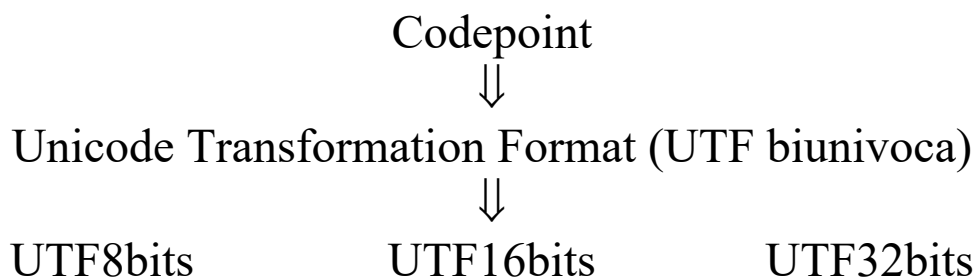 Codepoint
⇓
Unicode Transformation Format (UTF biunivoca)
⇓
UTF8bits UTF16bits UTF32bits